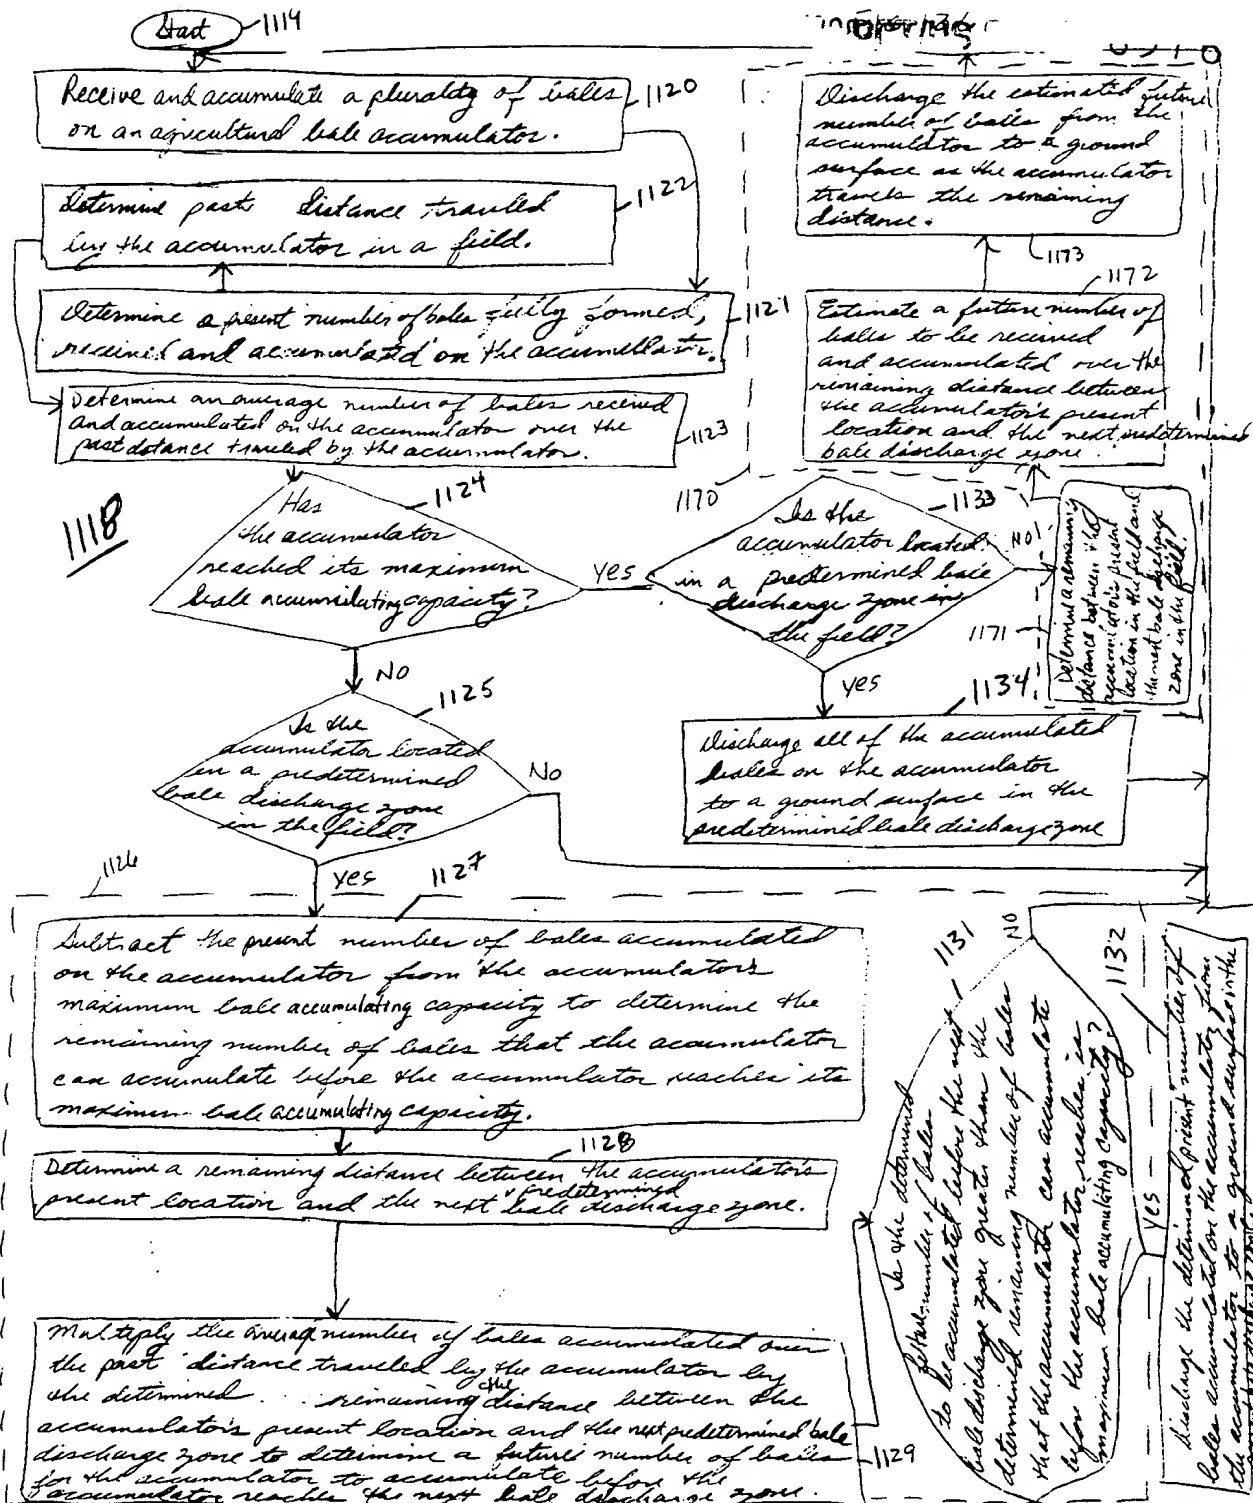 Start
1119
Receive and accumulate a plurality of bales
on an agricultural bale accumulator.
1120
Determine past distance traveled
by the accumulator in a field.
1122
Determine a present number of bales fully formed,
received and accumulated on the accumulator.
1121
Determine an average number of bales received
and accumulated on the accumulator over the
past distance traveled by the accumulator.
1123
1118
Has
the accumulator
reached its maximum
bale accumulating capacity?
1124
yes
No
Is the
accumulator located
in a predetermined
bale discharge zone
in the field?
1125
No
yes
Discharge the estimated future
number of bales from the
accumulator to a ground
surface as the accumulator
travels the remaining
distance.
1173
1172
Estimate a future number of
bales to be received
and accumulated over the
remaining distance between
the accumulator's present
location and the next predetermined
bale discharge zone.
1170
Is the
accumulator located
in a predetermined bale
discharge zone in
the field?
1133
NO
yes
1171
Determine a remaining
distance between the
accumulator's present
location in the field and
the next bale discharge
zone in the field.
1134
Discharge all of the accumulated
bales on the accumulator
to a ground surface in the
predetermined bale discharge zone
1126
1127
Subtract the present number of bales accumulated
on the accumulator from the accumulator's
maximum bale accumulating capacity to determine the
remaining number of bales that the accumulator
can accumulate before the accumulator reaches its
maximum bale accumulating capacity.
1128
Determine a remaining distance between the accumulator's
present location and the next predetermined
bale discharge zone.
Multiply the average number of bales accumulated over
the past distance traveled by the accumulator by
the determined remaining distance between the
accumulator's present location and the next predetermined bale
discharge zone to determine a future number of bales
for the accumulator to accumulate before the
accumulator reaches the next bale discharge zone.
1129
1131
NO
Is the determined
future number of bales
to be accumulated before the next
bale discharge zone greater than the
determined remaining number of bales
that the accumulator can accumulate
before the accumulator reaches its
maximum bale accumulating capacity?
1132
yes
Discharge the determined present number of
bales accumulated on the accumulator from
the accumulator to a ground surface in the